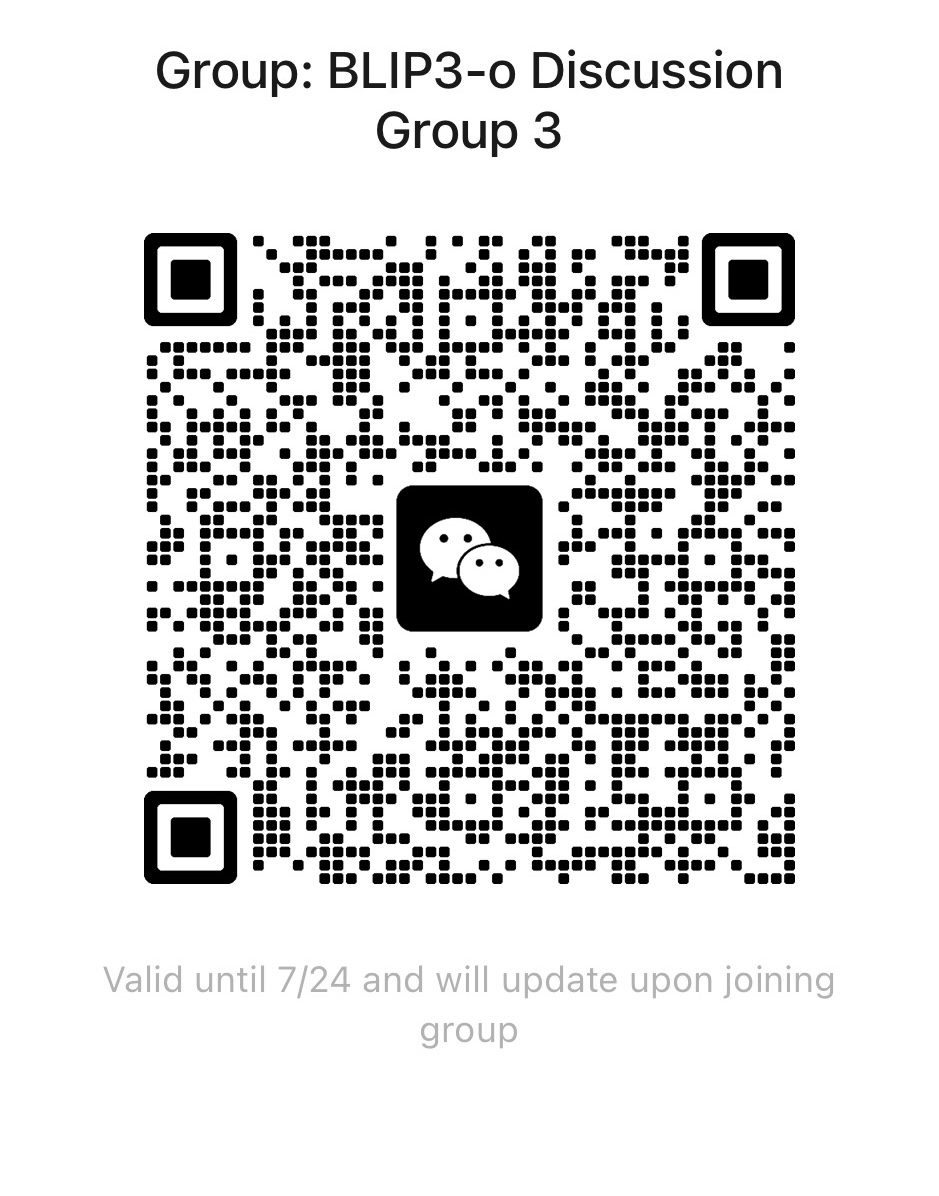 Group: BLIP3-o Discussion
Group 3
Valid until 7/24 and will update upon joining
group